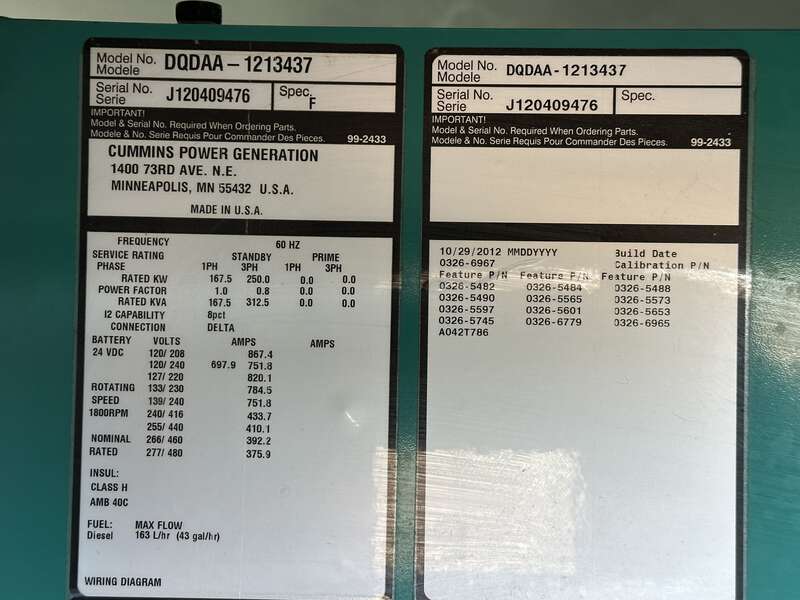 Model No. DQDAA - 1213437
Modele
Serial No. J120409476 Spec. F
Serie
IMPORTANT!
Model & Serial No. Required When Ordering Parts.
Modele & No. Serie Requis Pour Commander Des Pieces. 99-2433
CUMMINS POWER GENERATION
1400 73RD AVE. N.E.
MINNEAPOLIS, MN 55432 U.S.A.
MADE IN U.S.A.
FREQUENCY 60 HZ
SERVICE RATING STANDBY PRIME
PHASE 1PH 3PH 1PH 3PH
RATED KW 167.5 250.0 0.0 0.0
POWER FACTOR 1.0 0.8 0.0 0.0
RATED KVA 167.5 312.5 0.0 0.0
I2 CAPABILITY 8pct
CONNECTION DELTA
BATTERY VOLTS AMPS AMPS
24 VDC 120/ 208 867.4
120/ 240 697.9 751.8
127/ 220 820.1
ROTATING 133/ 230 784.5
SPEED 139/ 240 751.8
1800RPM 240/ 416 433.7
255/ 440 410.1
NOMINAL 266/ 460 392.2
RATED 277/ 480 375.9
INSUL:
CLASS H
AMB 40C
FUEL: MAX FLOW
Diesel 163 L/hr (43 gal/hr)
WIRING DIAGRAM
Model No. DQDAA - 1213437
Modele
Serial No. J120409476 Spec.
Serie
IMPORTANT!
Model & Serial No. Required When Ordering Parts.
Modele & No. Serie Requis Pour Commander Des Pieces. 99-2433
10/29/2012 MMDDYYYY Build Date
0326-6967 Calibration P/N
Feature P/N Feature P/N Feature P/N
0326-5482 0326-5484 0326-5488
0326-5490 0326-5565 0326-5573
0326-5597 0326-5601 0326-5653
0326-5745 0326-6779 0326-6965
A042T786